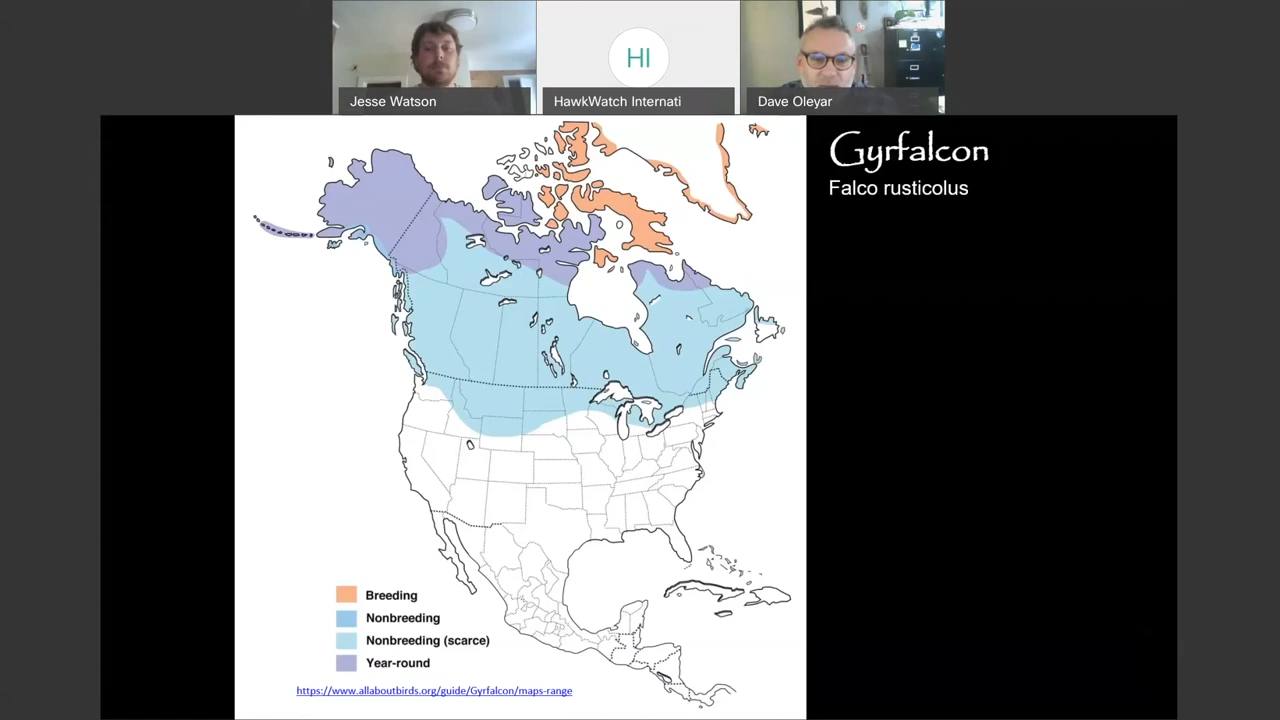 HI
Jesse Watson
HawkWatch Internati
Dave Oleyar
Gyrfalcon
Falco rusticolus
Breeding
Nonbreeding
Nonbreeding (scarce)
Year-round
https://www.allaboutbirds.org/guide/Gyrfalcon/maps-range